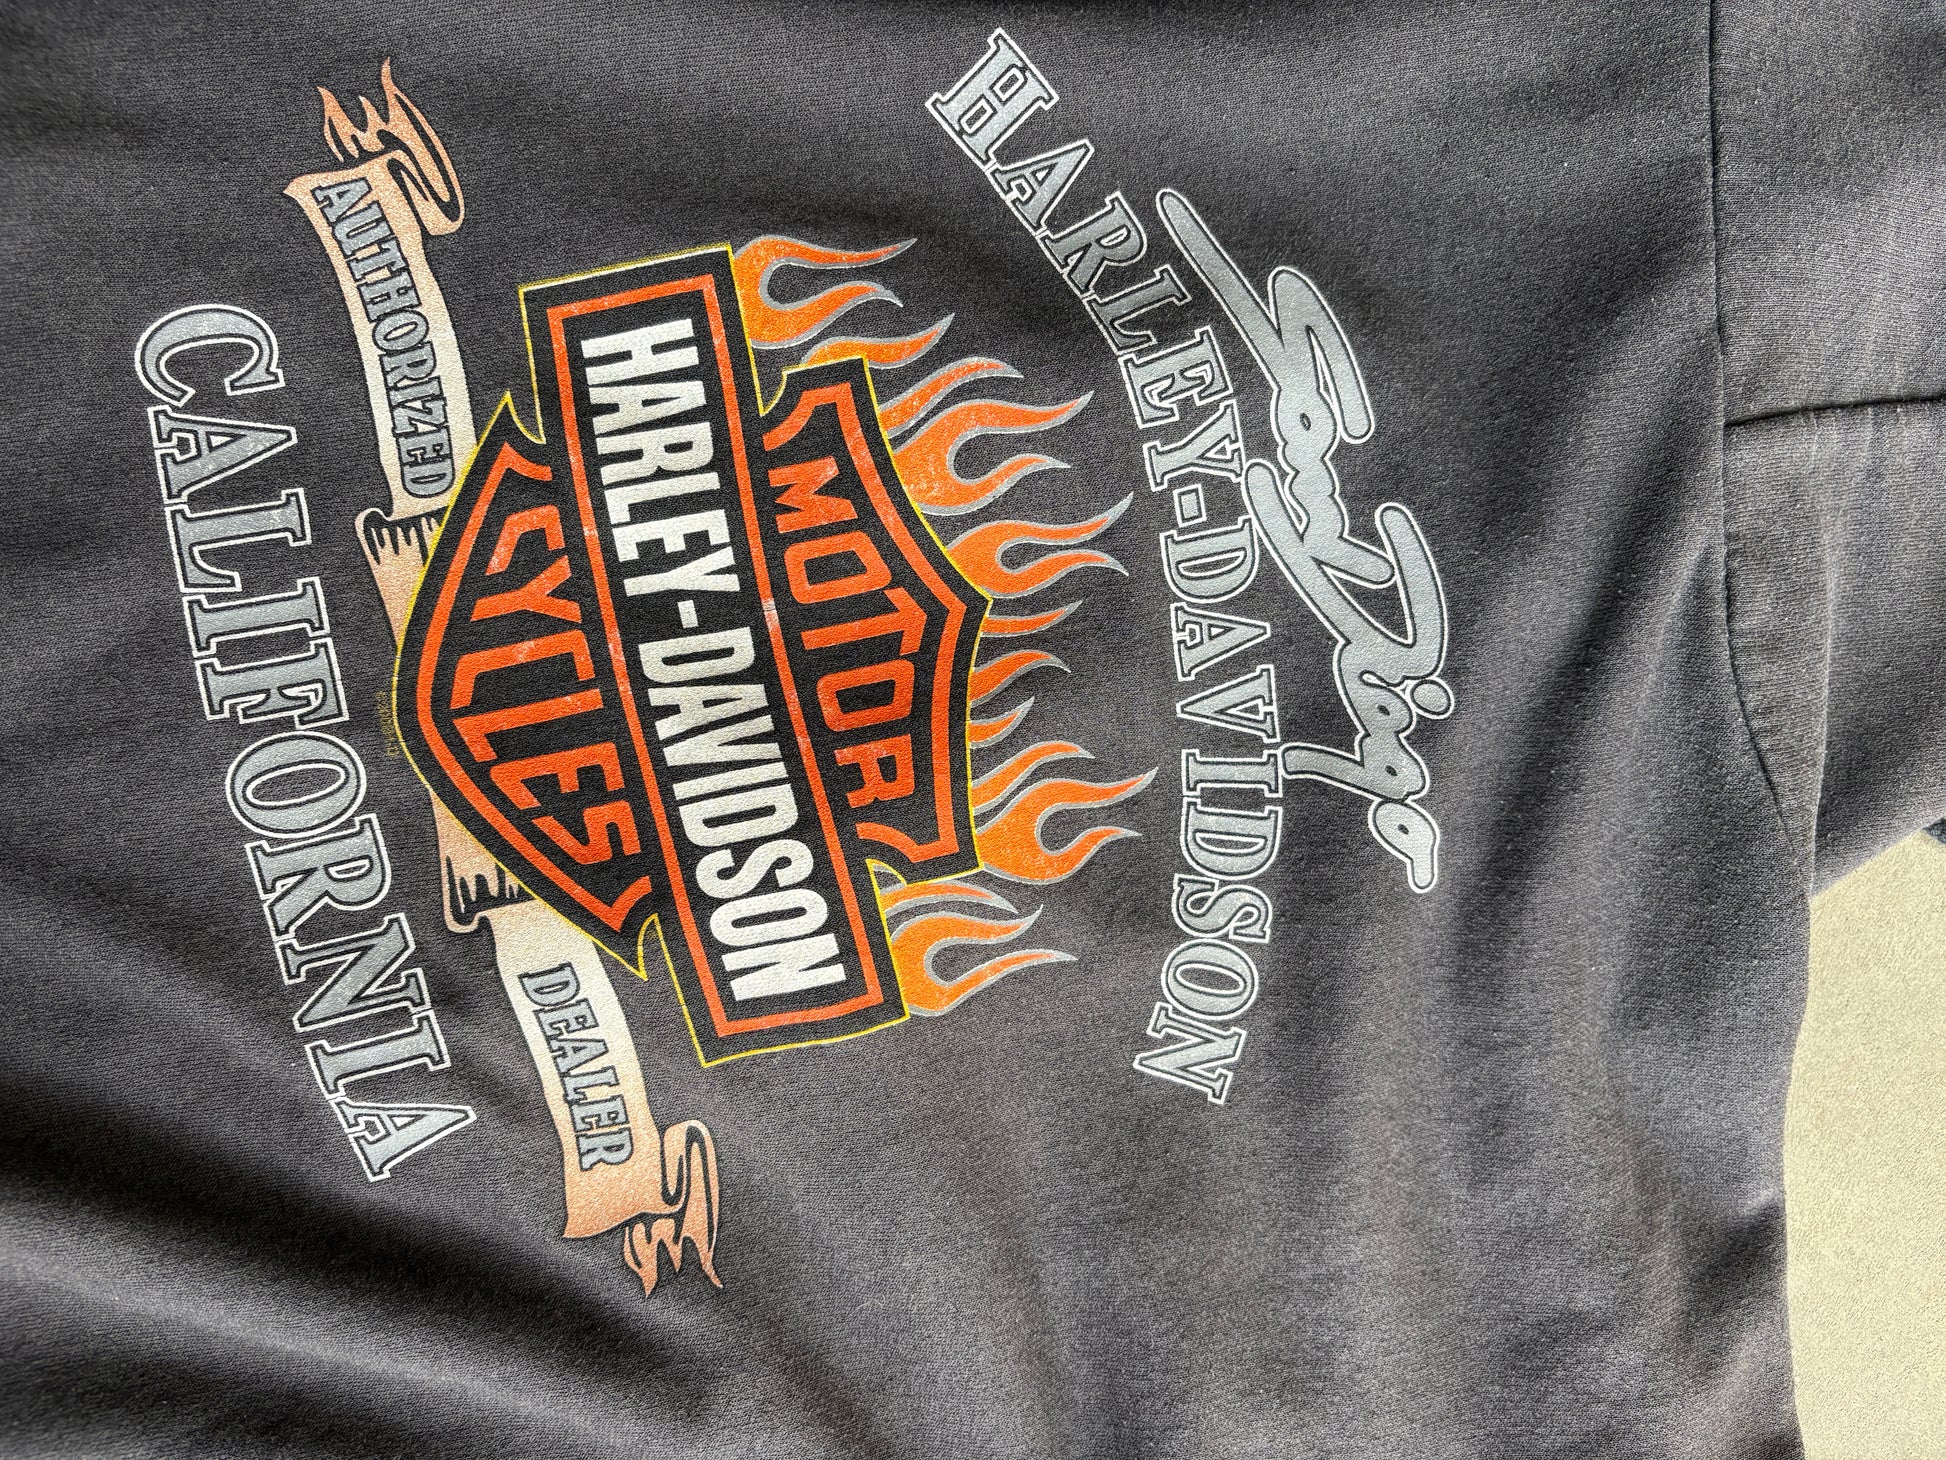 San Diego
HARLEY-DAVIDSON
MOTOR
HARLEY-DAVIDSON
CYCLES
AUTHORIZED DEALER
CALIFORNIA